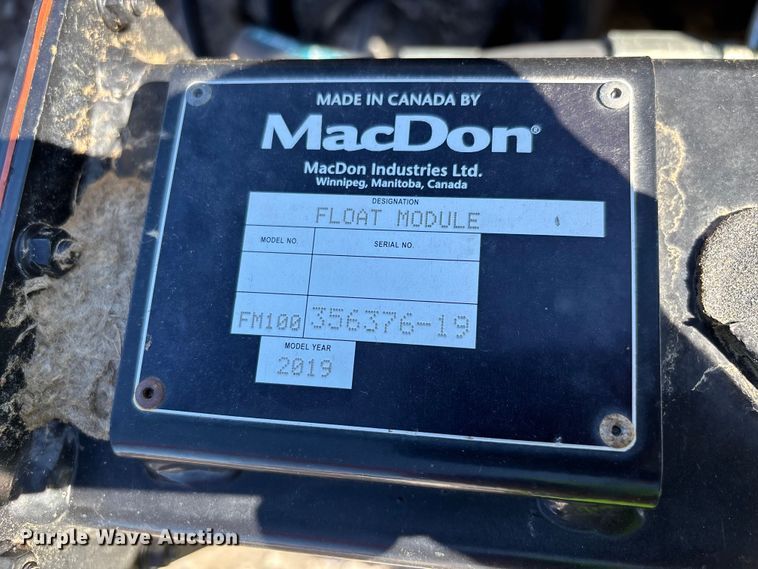 MADE IN CANADA BY
MacDon®
MacDon Industries Ltd.
Winnipeg, Manitoba, Canada
DESIGNATION
FLOAT MODULE
MODEL NO. SERIAL NO.
FM100 356376-19
MODEL YEAR
2019
Purple Wave Auction